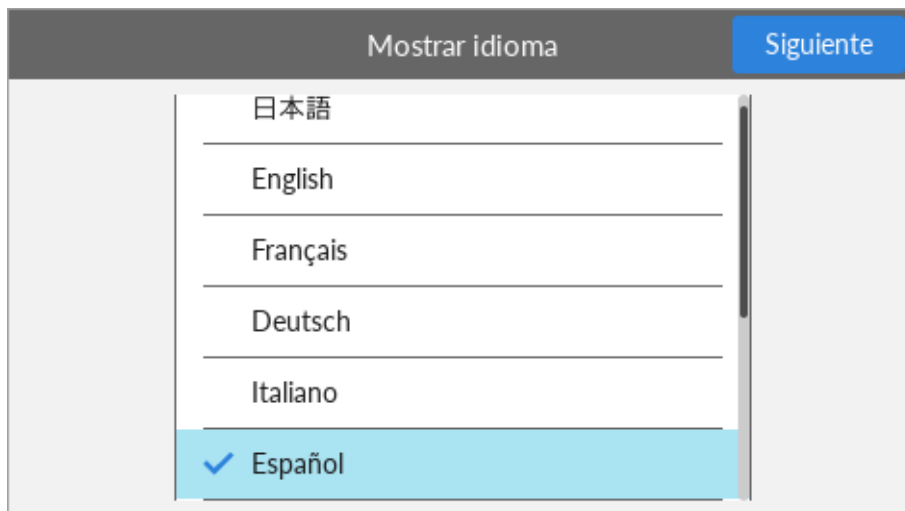 Mostrar idioma
Siguiente
日本語
English
Français
Deutsch
Italiano
Español